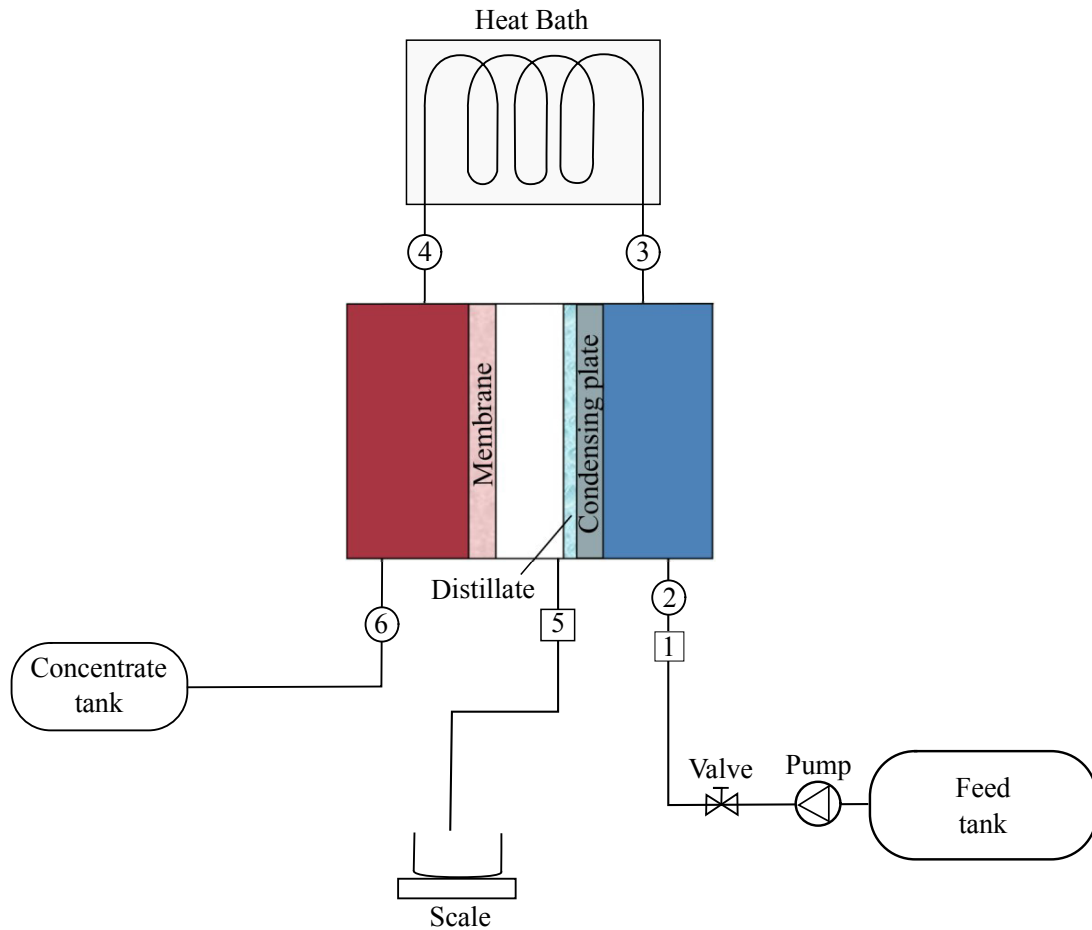 Heat Bath
4
3
Membrane
Condensing plate
Distillate
2
6
5
1
Concentrate
tank
Valve
Pump
Feed
tank
Scale